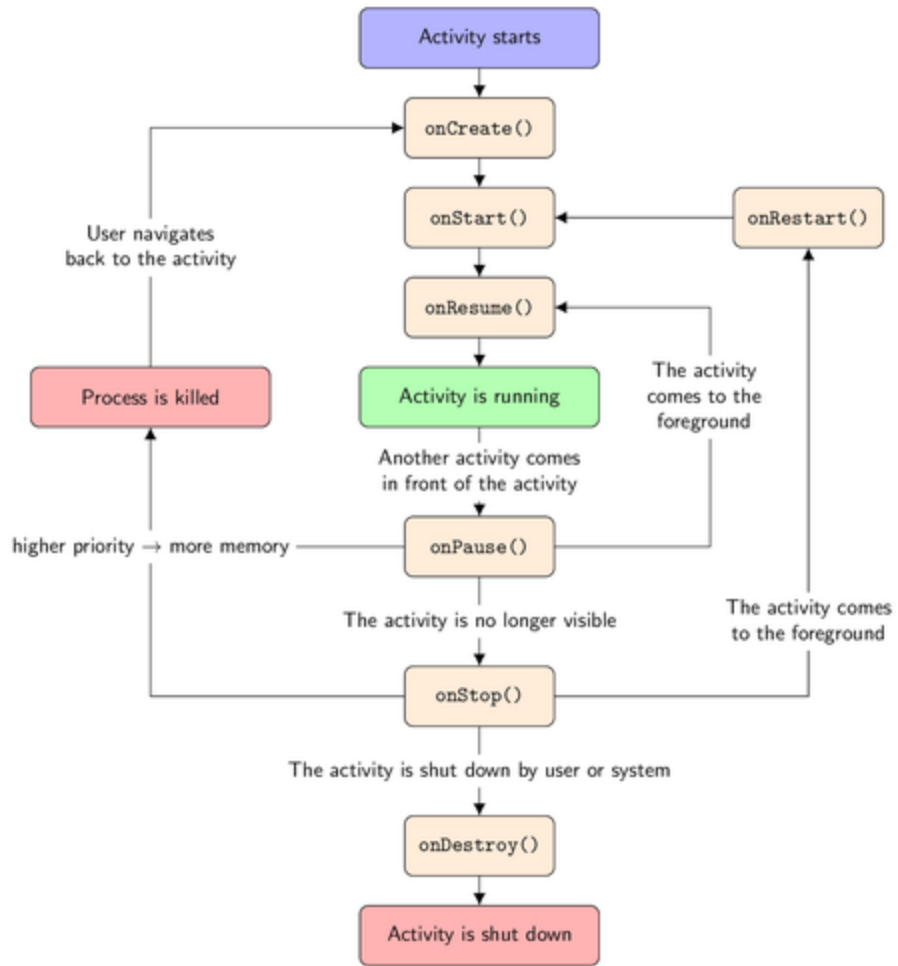 Activity starts
onCreate()
onStart()
onRestart()
User navigates
back to the activity
onResume()
Process is killed
Activity is running
The activity
comes to the
foreground
Another activity comes
in front of the activity
higher priority → more memory
onPause()
The activity is no longer visible
The activity comes
to the foreground
onStop()
The activity is shut down by user or system
onDestroy()
Activity is shut down